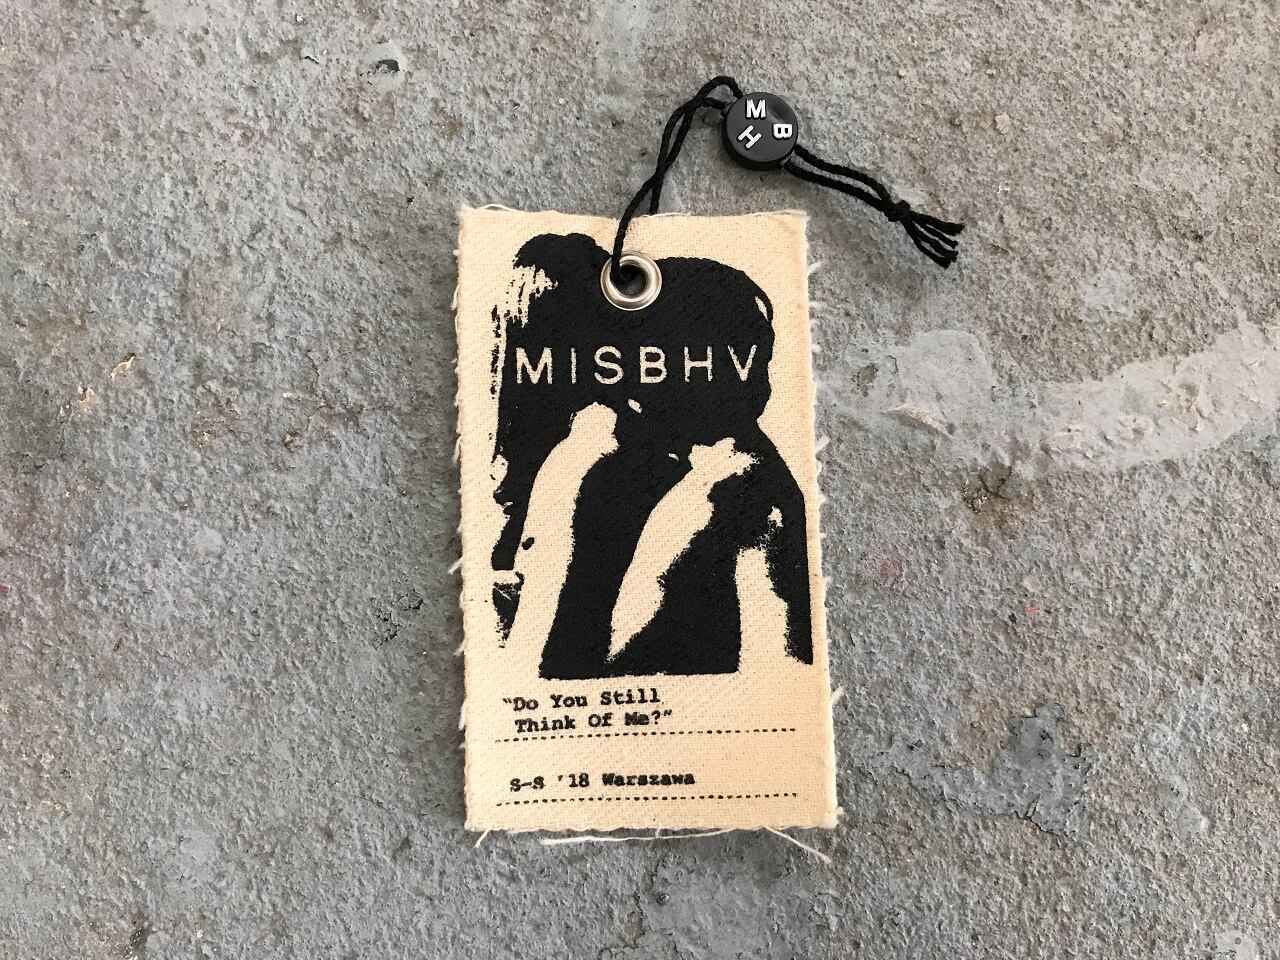 M B H
MISBHV
“Do You Still
Think Of Me?”
S-S '18 Warszawa